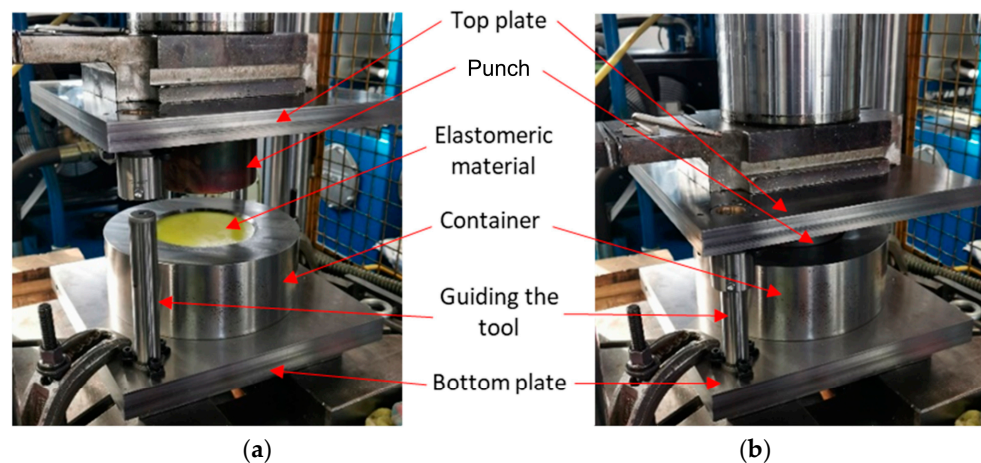 Top plate
Punch
Elastomeric
material
Container
Guiding the
tool
Bottom plate
(a)
(b)